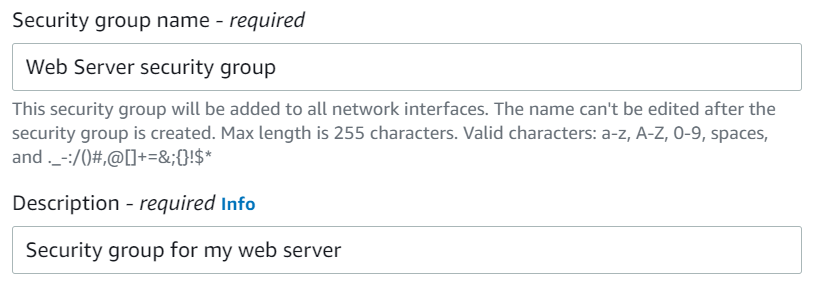 Security group name - required
Web Server security group
This security group will be added to all network interfaces. The name can't be edited after the
security group is created. Max length is 255 characters. Valid characters: a-z, A-Z, 0-9, spaces,
and ._-:/()#,@[]+=&;{}!$*
Description - required Info
Security group for my web server